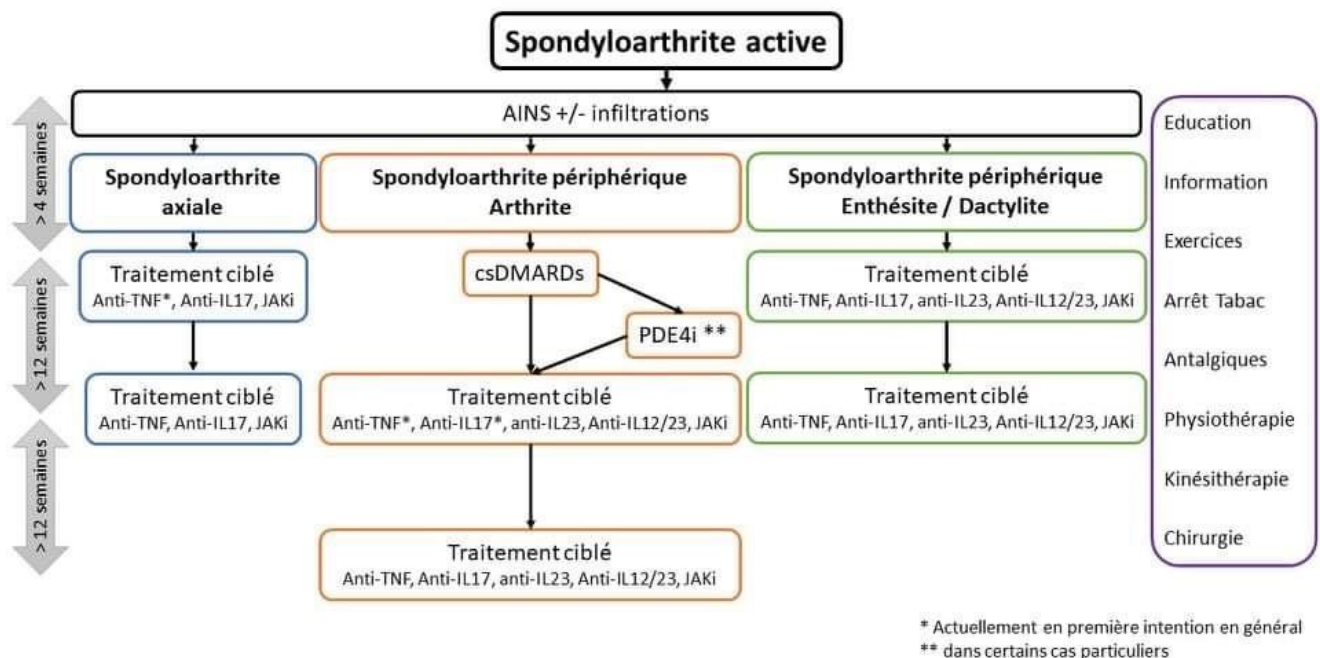 Spondyloarthrite active
AINS +/- infiltrations
> 4 semaines
Spondyloarthrite
axiale
Spondyloarthrite périphérique
Arthrite
Spondyloarthrite périphérique
Enthésite / Dactylite
> 12 semaines
Traitement ciblé
Anti-TNF*, Anti-IL17, JAKi
csDMARDs
PDE4i **
Traitement ciblé
Anti-TNF, Anti-IL17, anti-IL23, Anti-IL12/23, JAKi
Traitement ciblé
Anti-TNF, Anti-IL17, JAKi
Traitement ciblé
Anti-TNF*, Anti-IL17*, anti-IL23, Anti-IL12/23, JAKi
Traitement ciblé
Anti-TNF, Anti-IL17, anti-IL23, Anti-IL12/23, JAKi
> 12 semaines
Traitement ciblé
Anti-TNF, Anti-IL17, anti-IL23, Anti-IL12/23, JAKi
Education
Information
Exercices
Arrêt Tabac
Antalgiques
Physiothérapie
Kinésithérapie
Chirurgie
* Actuellement en première intention en général
** dans certains cas particuliers